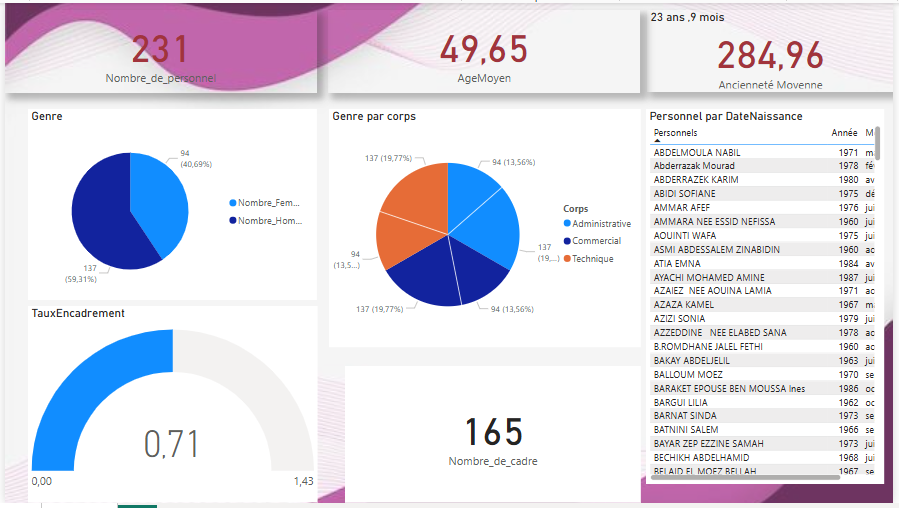 231
Nombre_de_personnel
49,65
AgeMoyen
23 ans ,9 mois
284,96
Ancienneté Moyenne
Genre
94
(40,69%)
137
(59,31%)
Nombre_Fem...
Nombre_Hom...
Genre par corps
137 (19,77%)
94 (13,56%)
94
(13,5...)
137
(19,...)
137 (19,77%)
94 (13,56%)
Corps
Administrative
Commercial
Technique
Personnel par DateNaissance
Personnels Année
ABDELMOULA NABIL 1971
Abderrazak Mourad 1978
ABDERRAZEK KARIM 1980 av
ABIDI SOFIANE 1975 dé
AMMAR AFEF 1976 jui
AMMARA NEE ESSID NEFISSA 1960 jui
AOUINTI WAFA 1975 jui
ASMI ABDESSALEM ZINABIDIN 1960
ATIA EMNA 1984 av
AYACHI MOHAMED AMINE 1987 jui
AZAIEZ NEE AOUINA LAMIA 1971
AZAZA KAMEL 1967
AZIZI SONIA 1979 jui
AZZEDDINE NEE ELABED SANA 1978
B.ROMDHANE JALEL FETHI 1960
BAKAY ABDELJELIL 1963 jui
BALLOUM MOEZ 1970 se
BARAKET EPOUSE BEN MOUSSA Ines 1986
BARGUI LILIA 1962
BARNAT SINDA 1973 se
BATNINI SALEM 1966 se
BAYAR ZEP EZZINE SAMAH 1973 jui
BECHIKH ABDELHAMID 1968 jui
BELAID EL MOEZ BELLAH 1967 se
TauxEncadrement
0,71
0,00
1,43
165
Nombre_de_cadre